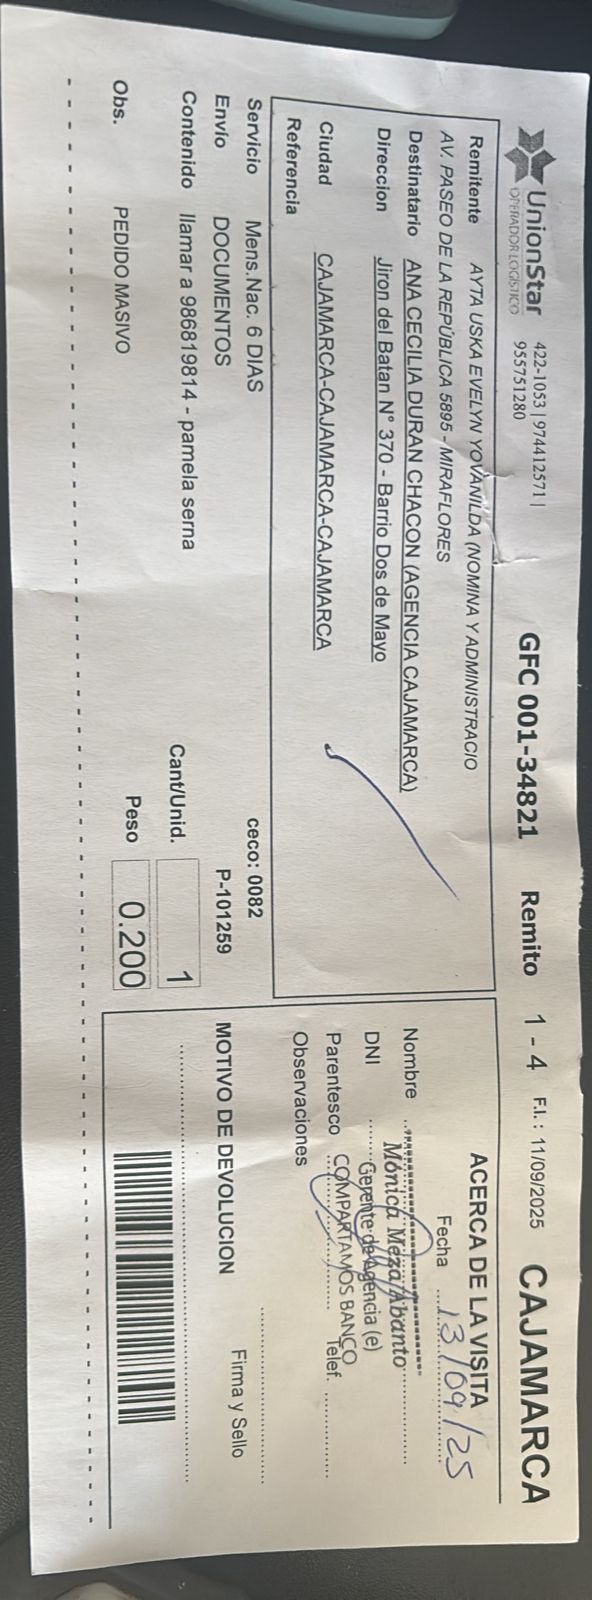 UnionStar
OPERADOR LOGÍSTICO
422-1053 | 974412571 |
955751280
GFC 001-34821 Remito 1 - 4 F.I.: 11/09/2025 CAJAMARCA
Remitente AYTA USKA EVELYN YOVANILDA (NOMINA Y ADMINISTRACIO
AV. PASEO DE LA REPÚBLICA 5895 - MIRAFLORES
Destinatario ANA CECILIA DURAN CHACON (AGENCIA CAJAMARCA)
Direccion Jiron del Batan N° 370 - Barrio Dos de Mayo
Ciudad CAJAMARCA-CAJAMARCA-CAJAMARCA
Referencia
Servicio Mens.Nac. 6 DIAS ceco: 0082
Envío DOCUMENTOS P-101259
Contenido llamar a 986819814 - pamela serna Cant/Unid. 1
Obs. PEDIDO MASIVO Peso 0.200
ACERCA DE LA VISITA
Fecha 13/09/25
Nombre Mónica Meza Abanto
DNI Gerente de Agencia (e)
Parentesco COMPARTAMOS BANCO Telef.
Observaciones
Firma y Sello
MOTIVO DE DEVOLUCION